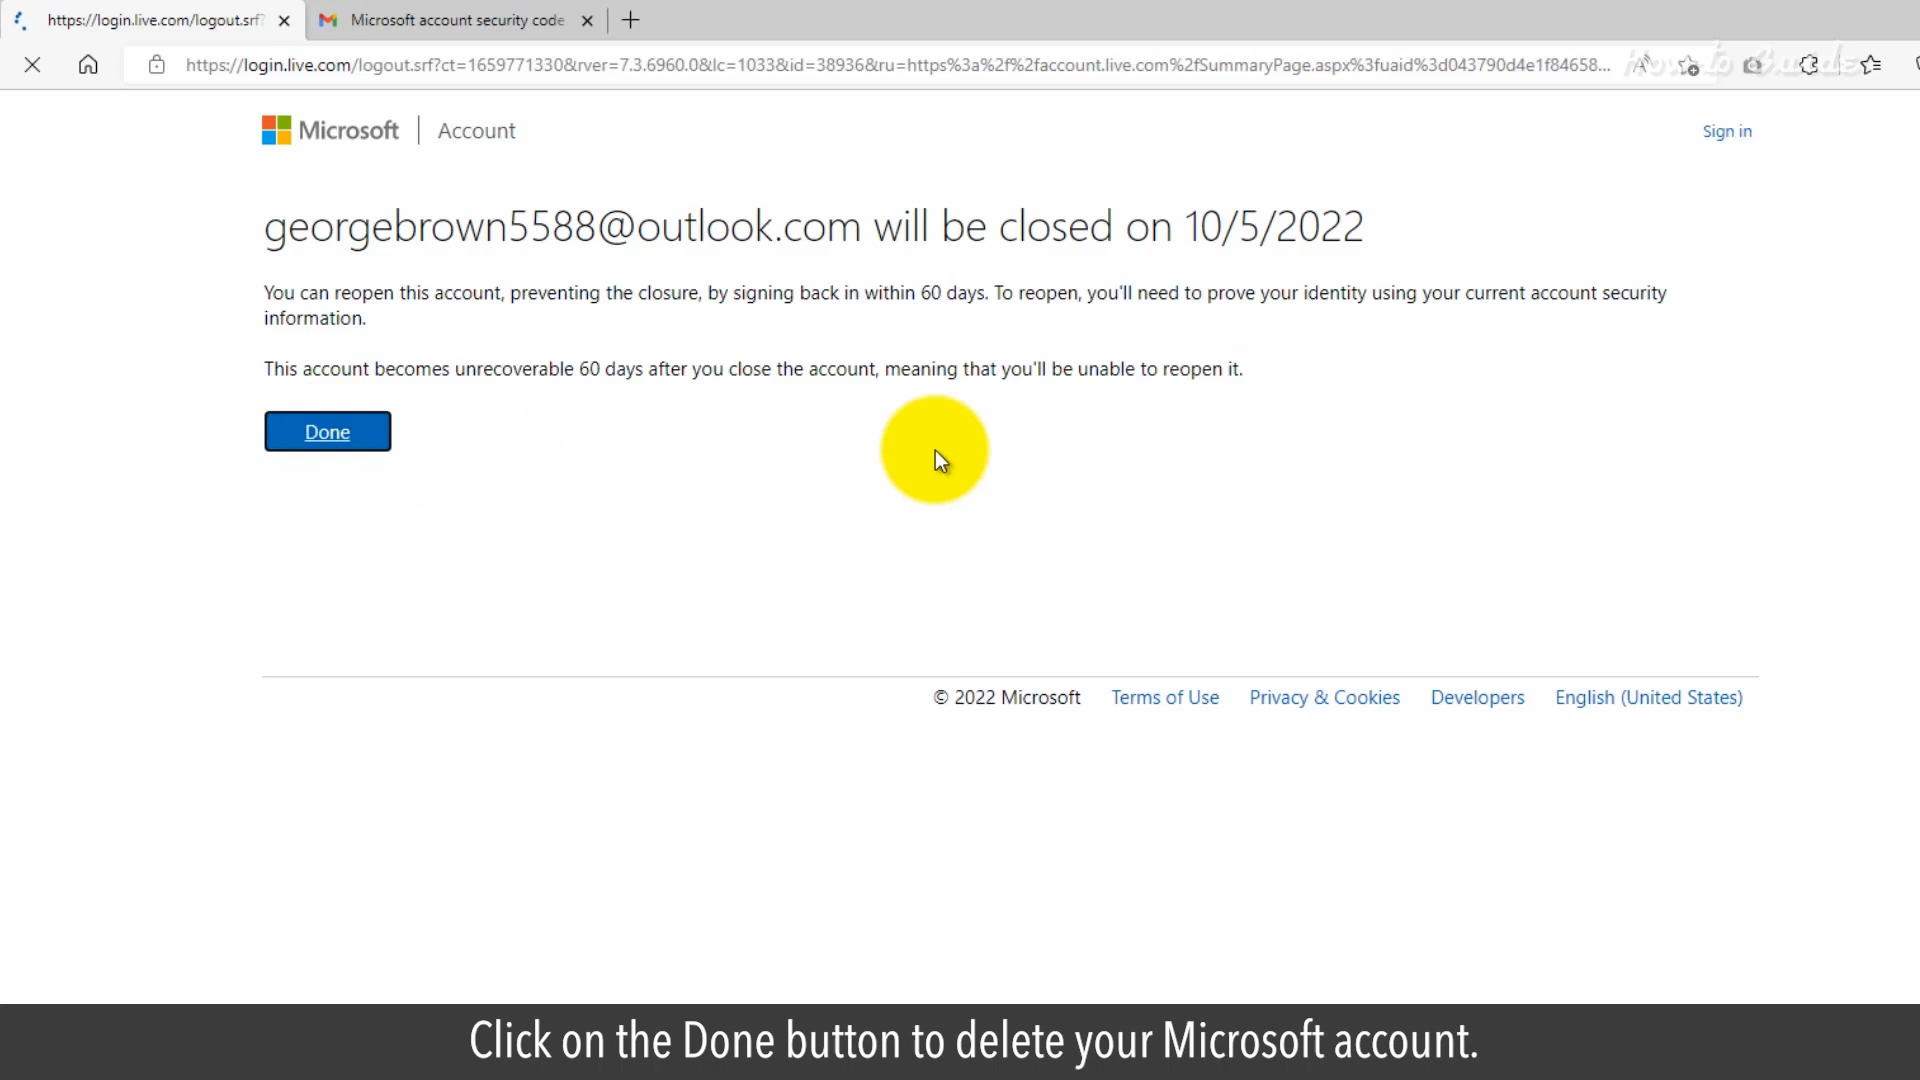 https://login.live.com/logout.srf?
Microsoft account security code
https://login.live.com/logout.srf?ct=1659771330&rver=7.3.6960.0&lc=1033&id=38936&ru=https%3a%2f%2faccount.live.com%2fSummaryPage.aspx%3fuaid%3d043790d4e1f84658...
How to Guide
Microsoft | Account
Sign in
georgebrown5588@outlook.com will be closed on 10/5/2022
You can reopen this account, preventing the closure, by signing back in within 60 days. To reopen, you'll need to prove your identity using your current account security
information.
This account becomes unrecoverable 60 days after you close the account, meaning that you'll be unable to reopen it.
Done
© 2022 Microsoft Terms of Use Privacy & Cookies Developers English (United States)
Click on the Done button to delete your Microsoft account.